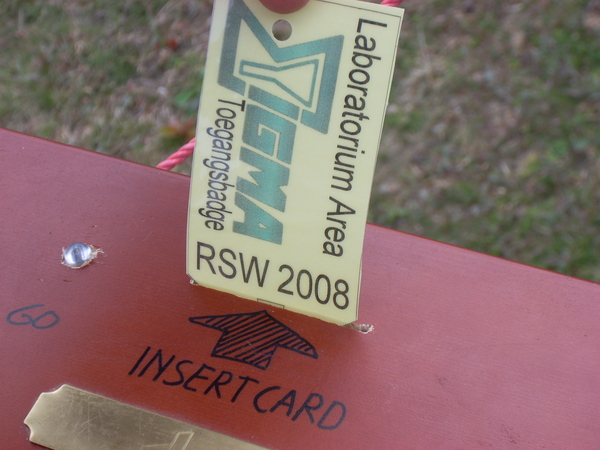 Laboratorium Area
SIGMA
Toegangsbadge
RSW 2008
GO
INSERT CARD